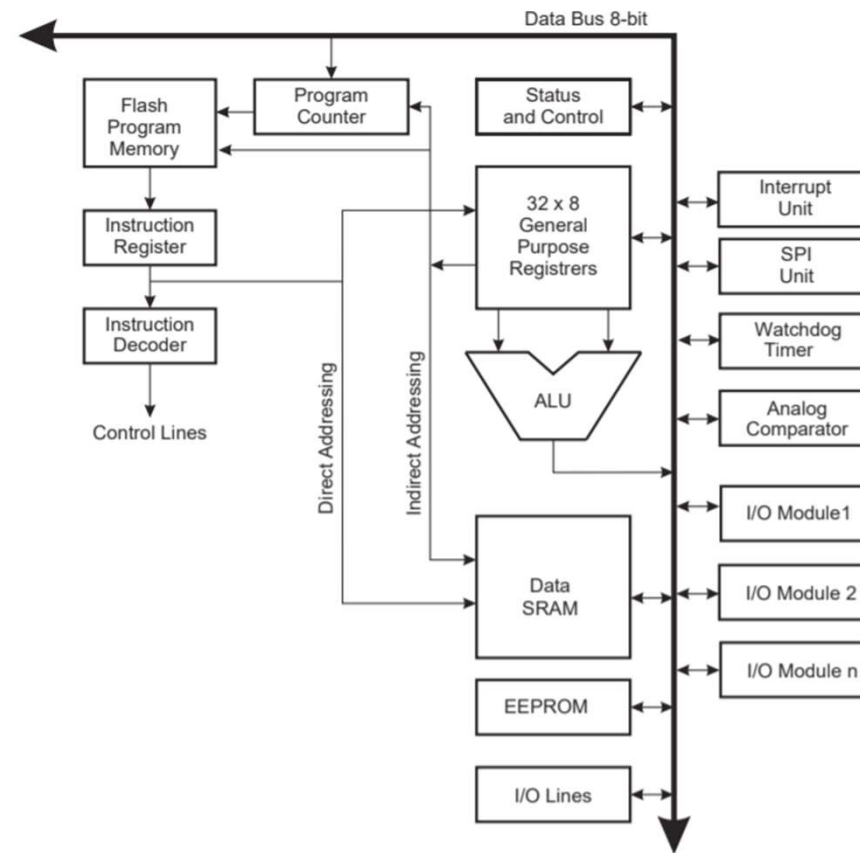 Data Bus 8-bit
Flash
Program
Memory
Program
Counter
Status
and Control
32 x 8
General
Purpose
Registrers
Interrupt
Unit
Instruction
Register
SPI
Unit
Instruction
Decoder
Watchdog
Timer
Control Lines
Direct Addressing
Indirect Addressing
ALU
Analog
Comparator
I/O Module1
Data
SRAM
I/O Module 2
I/O Module n
EEPROM
I/O Lines